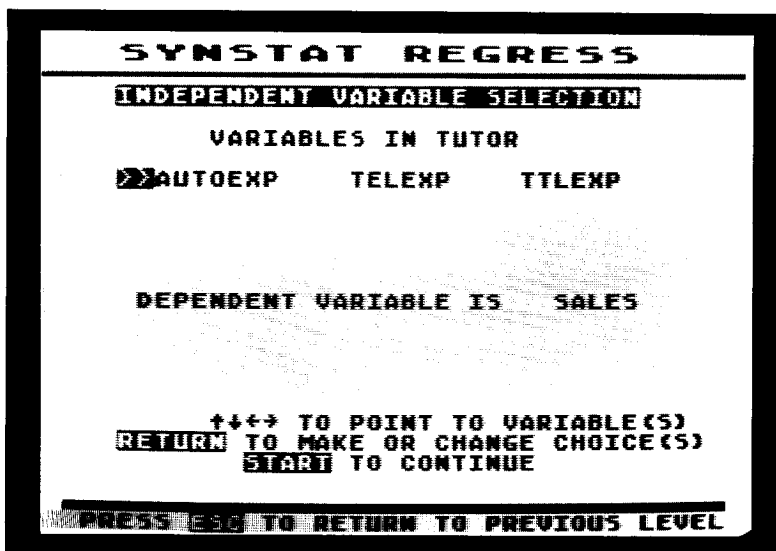 SYNSTAT REGRESS
INDEPENDENT VARIABLE SELECTION
VARIABLES IN TUTOR
>>AUTOEXP TELEXP TTLEXP
DEPENDENT VARIABLE IS SALES
↑↓←→ TO POINT TO VARIABLE(S)
RETURN TO MAKE OR CHANGE CHOICE(S)
START TO CONTINUE
PRESS ESC TO RETURN TO PREVIOUS LEVEL